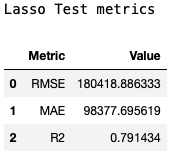 Lasso Test metrics
Metric Value
0 RMSE 180418.886333
1 MAE 98377.695619
2 R2 0.791434